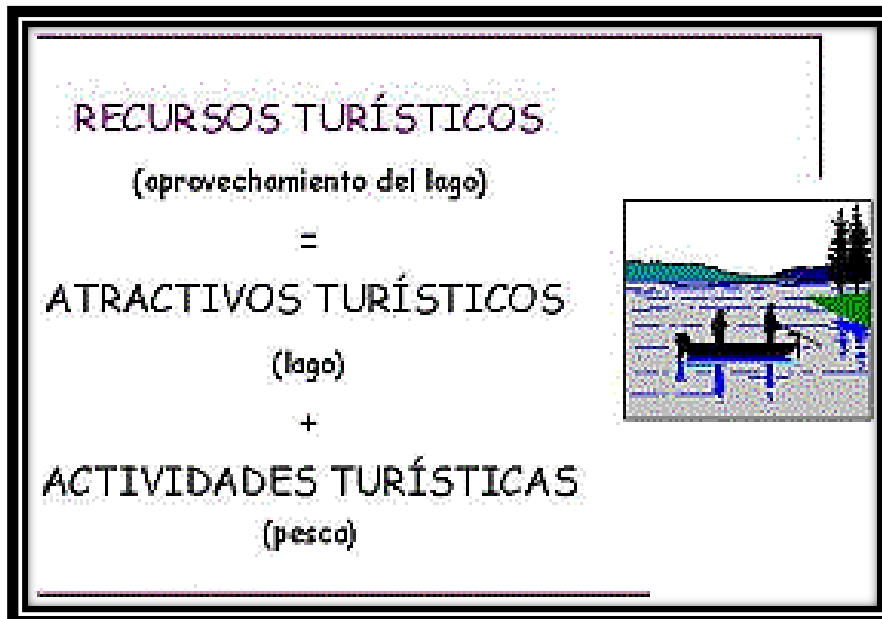 RECURSOS TURÍSTICOS
(aprovechamiento del lago)
=
ATRACTIVOS TURÍSTICOS
(lago)
+
ACTIVIDADES TURÍSTICAS
(pesca)